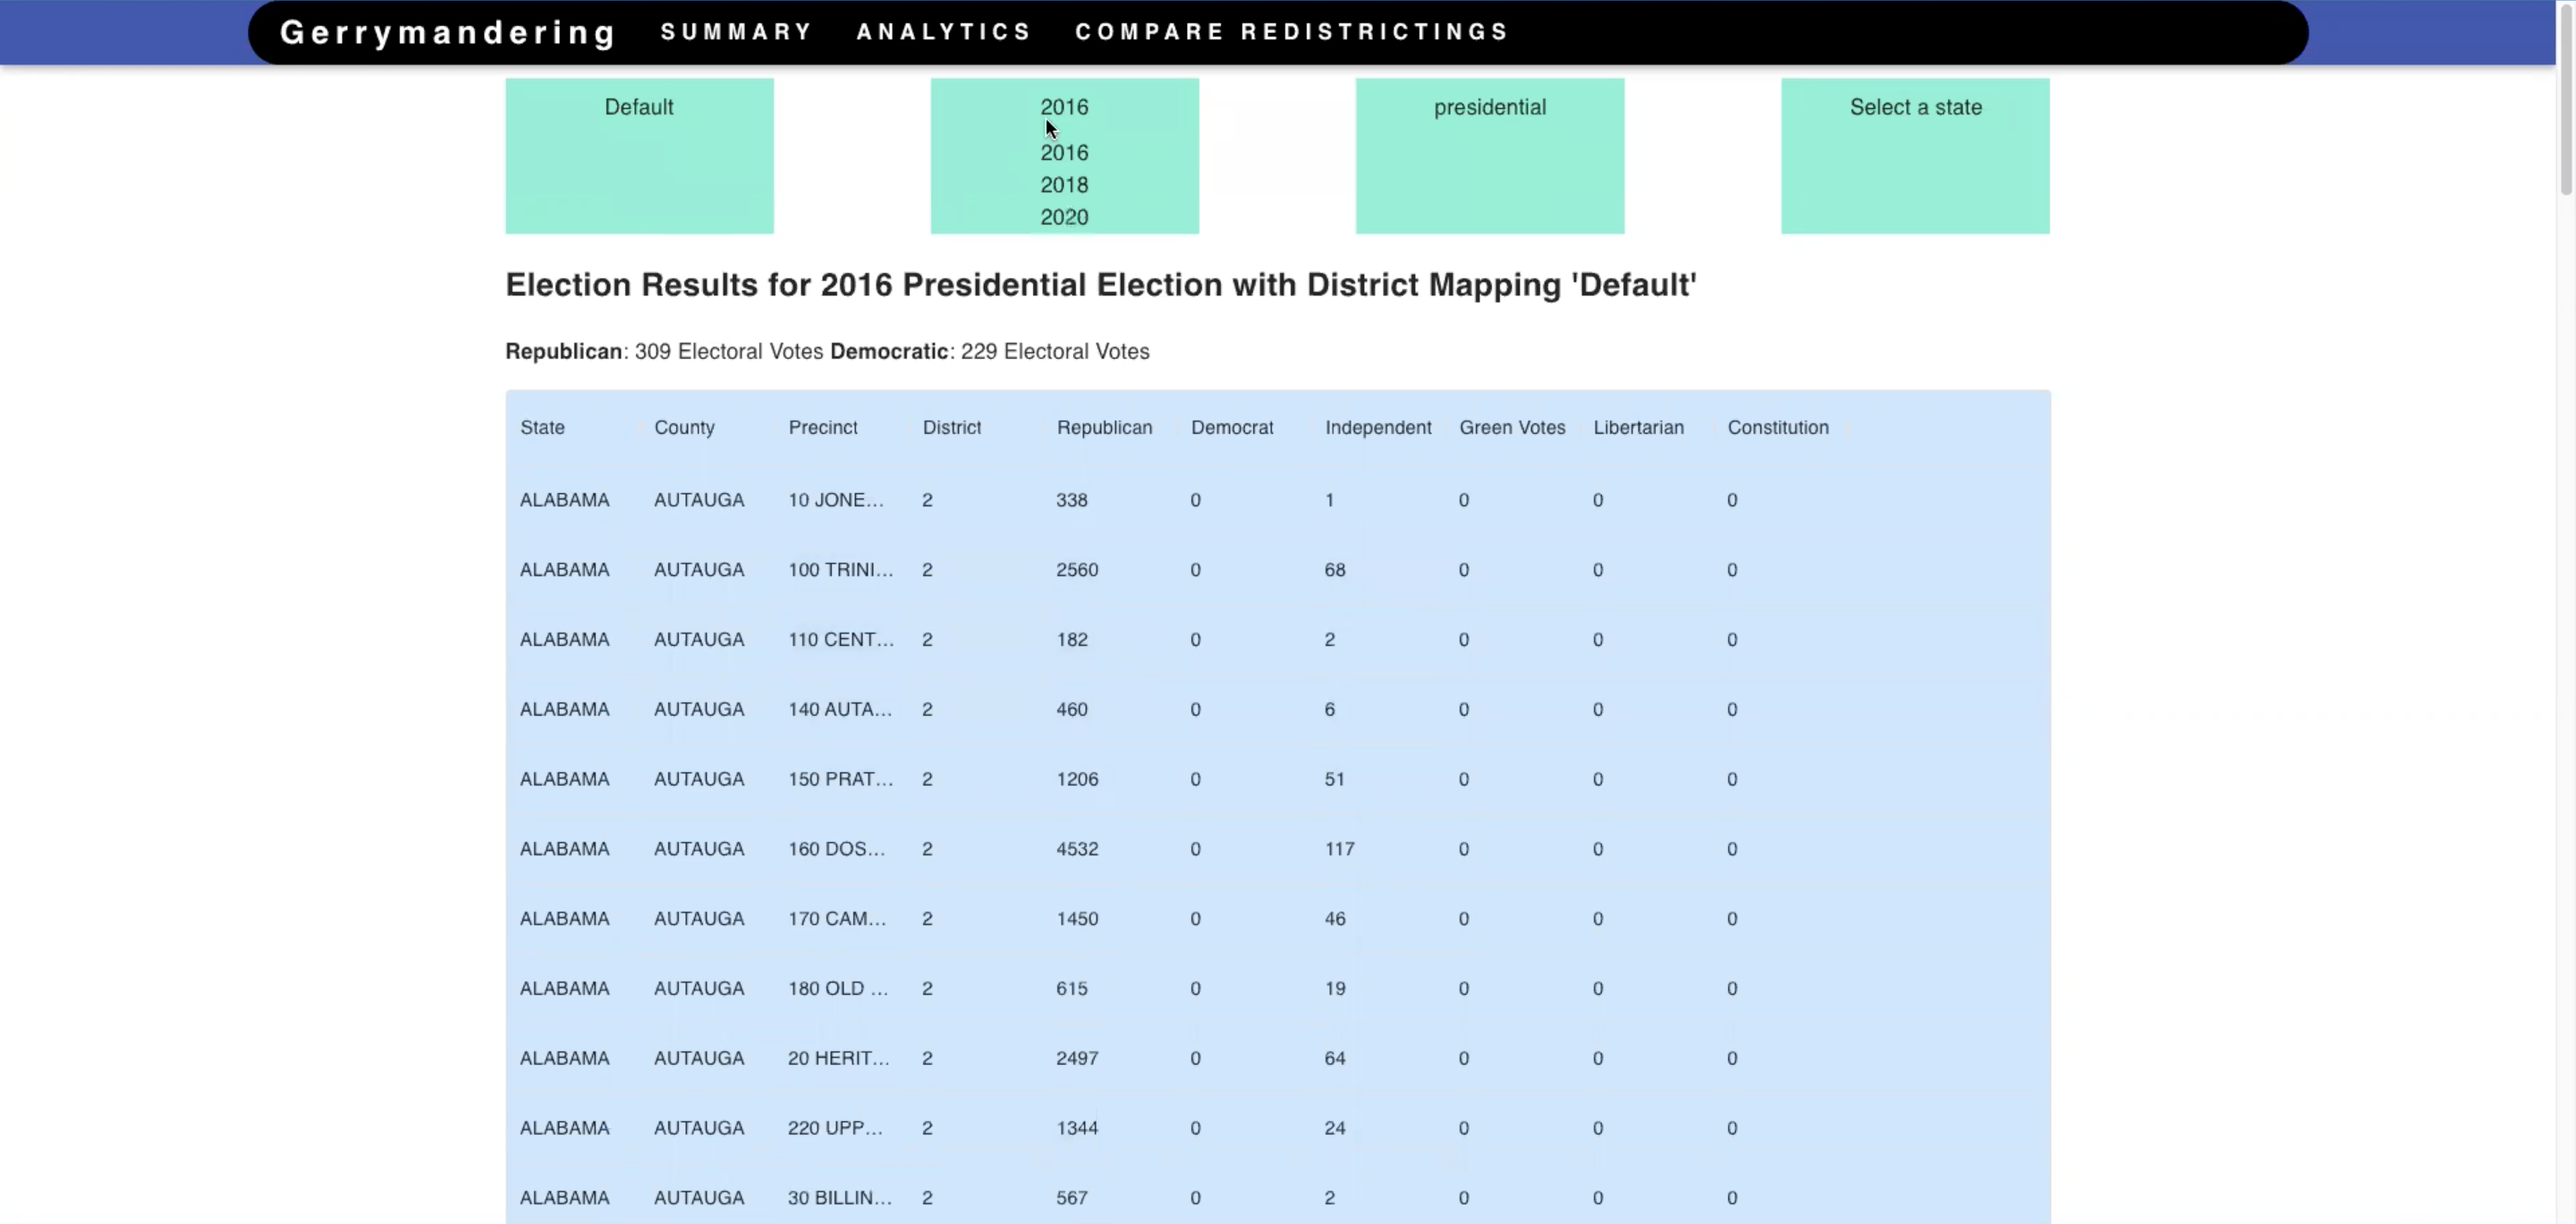 Gerrymandering SUMMARY ANALYTICS COMPARE REDISTRICTINGS
Default 2016 presidential Select a state
2016
2018
2020
Election Results for 2016 Presidential Election with District Mapping 'Default'
Republican: 309 Electoral Votes Democratic: 229 Electoral Votes
State County Precinct District Republican Democrat Independent Green Votes Libertarian Constitution
ALABAMA AUTAUGA 10 JONE... 2 338 0 1 0 0 0
ALABAMA AUTAUGA 100 TRINI... 2 2560 0 68 0 0 0
ALABAMA AUTAUGA 110 CENT... 2 182 0 2 0 0 0
ALABAMA AUTAUGA 140 AUTA... 2 460 0 6 0 0 0
ALABAMA AUTAUGA 150 PRAT... 2 1206 0 51 0 0 0
ALABAMA AUTAUGA 160 DOS... 2 4532 0 117 0 0 0
ALABAMA AUTAUGA 170 CAM... 2 1450 0 46 0 0 0
ALABAMA AUTAUGA 180 OLD ... 2 615 0 19 0 0 0
ALABAMA AUTAUGA 20 HERIT... 2 2497 0 64 0 0 0
ALABAMA AUTAUGA 220 UPP... 2 1344 0 24 0 0 0
ALABAMA AUTAUGA 30 BILLIN... 2 567 0 2 0 0 0